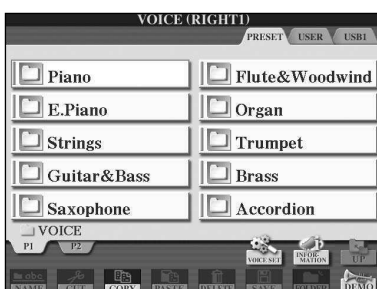 VOICE (RIGHT1)
PRESET USER USB1
Piano Flute&Woodwind
E.Piano Organ
Strings Trumpet
Guitar&Bass Brass
Saxophone Accordion
VOICE
P1 P2
VOICE SET INFOR-MATION UP
abc
NAME CUT COPY PASTE DELETE SAVE FOLDER DEMO